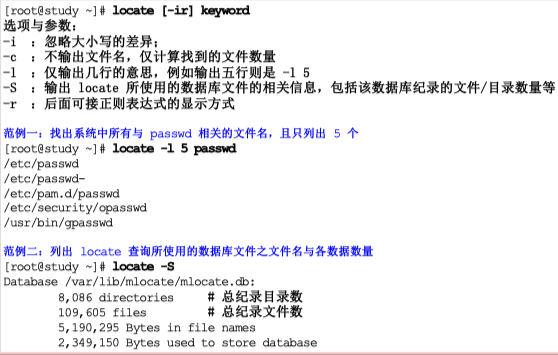 [root@study ~]# locate [-ir] keyword
选项与参数：
-i ：忽略大小写的差异；
-c ：不输出文件名，仅计算找到的文件数量
-l ：仅输出几行的意思，例如输出五行则是 -l 5
-S ：输出 locate 所使用的数据库文件的相关信息，包括该数据库纪录的文件/目录数量等
-r ：后面可接正则表达式的显示方式
范例一：找出系统中所有与 passwd 相关的文件名，且只列出 5 个
[root@study ~]# locate -l 5 passwd
/etc/passwd
/etc/passwd-
/etc/pam.d/passwd
/etc/security/opasswd
/usr/bin/gpasswd
范例二：列出 locate 查询所使用的数据库文件之文件名与各数据数量
[root@study ~]# locate -S
Database /var/lib/mlocate/mlocate.db:
8,086 directories # 总纪录目录数
109,605 files # 总纪录文件数
5,190,295 Bytes in file names
2,349,150 Bytes used to store database